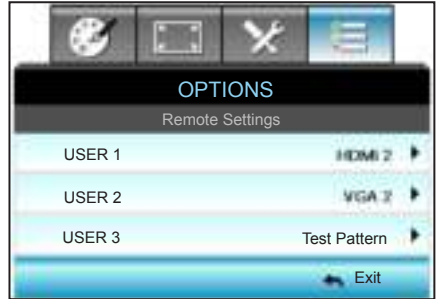 OPTIONS
Remote Settings
USER 1 HDMI 2
USER 2 VGA 2
USER 3 Test Pattern
Exit